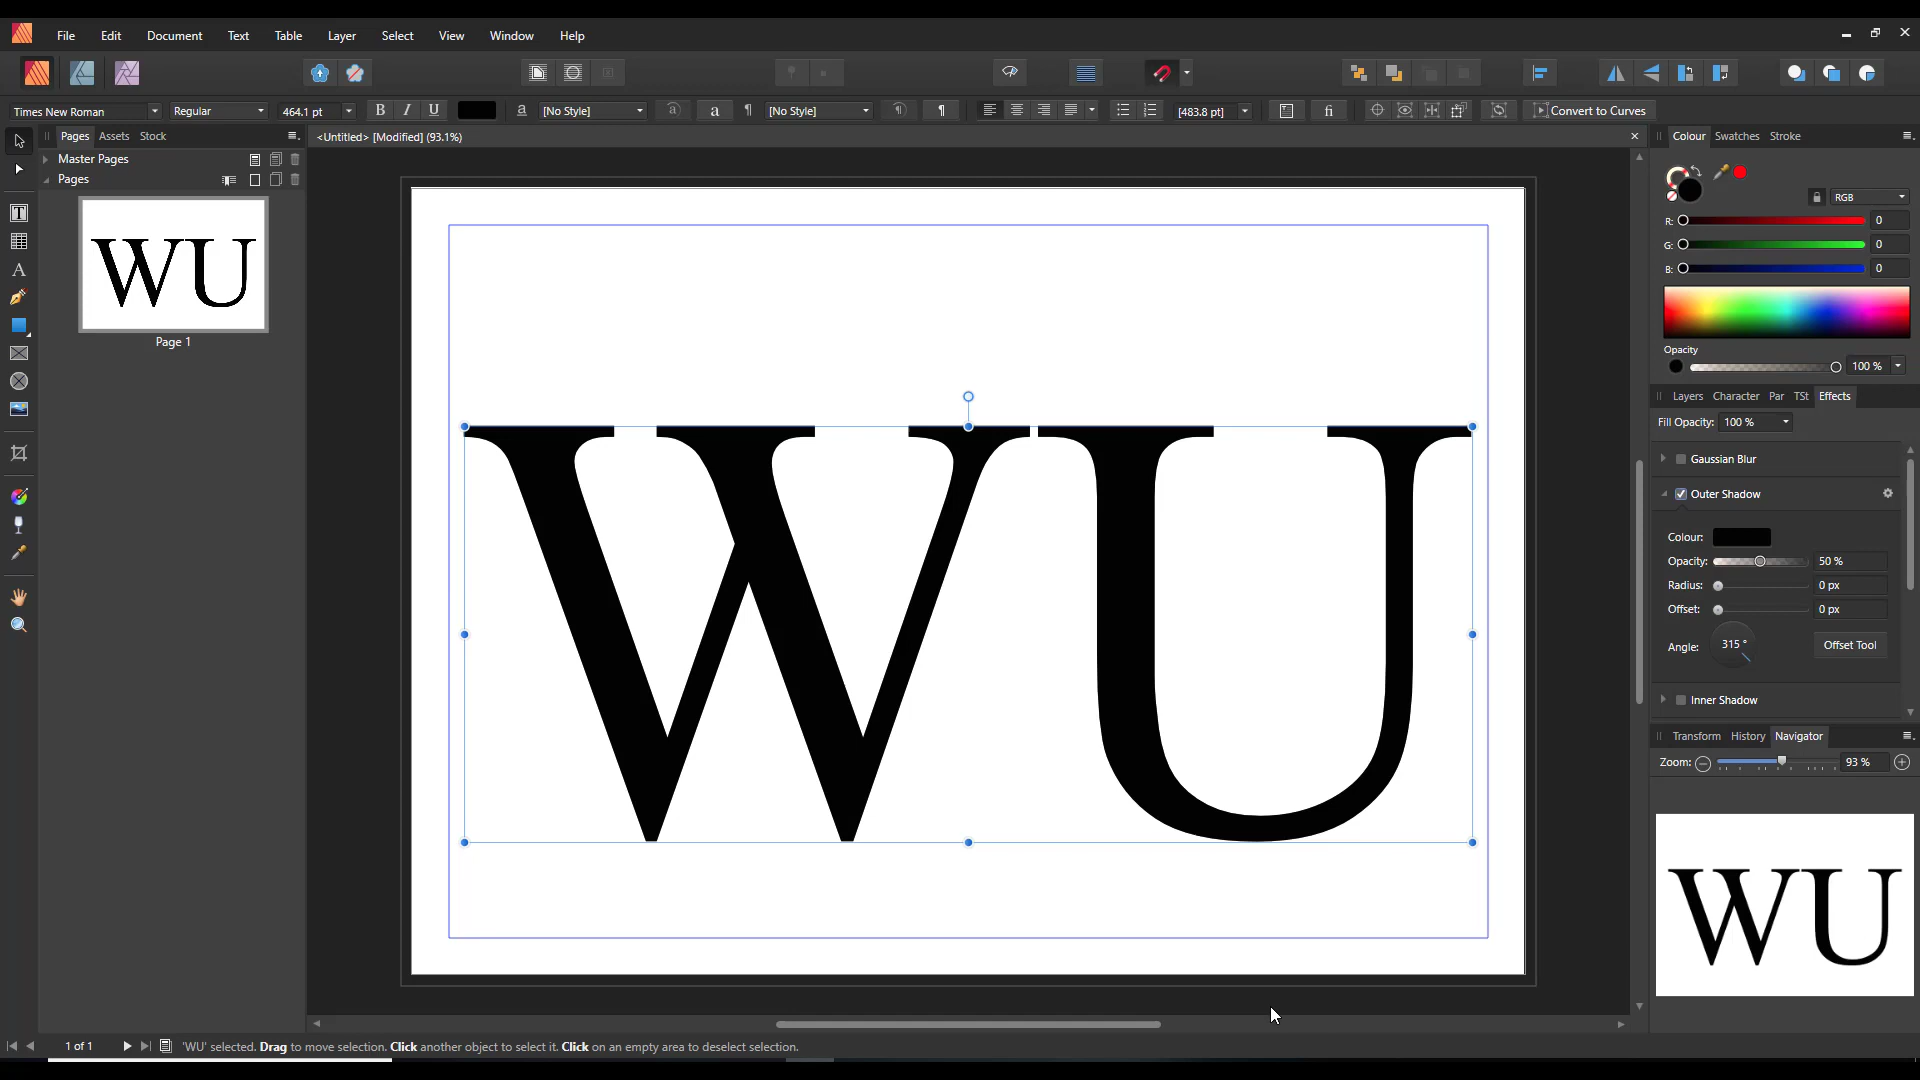 File Edit Document Text Table Layer Select View Window Help
Times New Roman Regular 464.1 pt B I U a [No Style] a a ¶ [No Style] ¶ ¶ [483.8 pt] fi Convert to Curves
Pages Assets Stock
<Untitled> [Modified] (93.1%)
Colour Swatches Stroke
Master Pages
Pages
WU
Page 1
T
A
WU
RGB
R: 0
G: 0
B: 0
Opacity
100 %
Layers Character Par TSt Effects
Fill Opacity: 100 %
Gaussian Blur
Outer Shadow
Colour:
Opacity: 50 %
Radius: 0 px
Offset: 0 px
Angle: 315 ° Offset Tool
Inner Shadow
Transform History Navigator
Zoom: 93 %
WU
1 of 1 'WU' selected. Drag to move selection. Click another object to select it. Click on an empty area to deselect selection.